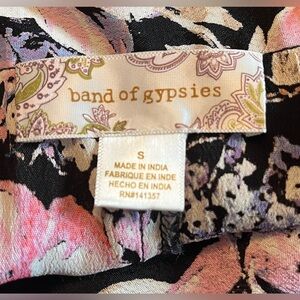 band of gypsies
S
MADE IN INDIA
FABRIQUE EN INDE
HECHO EN INDIA
RN#141357